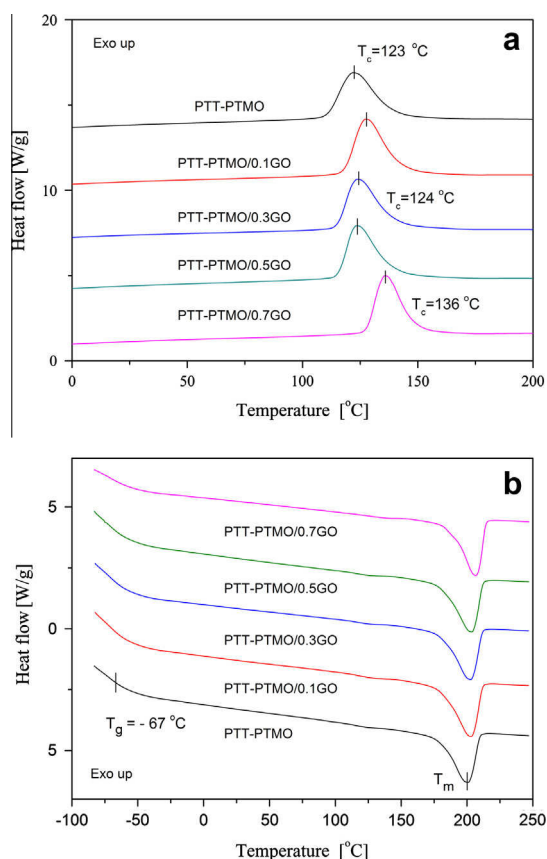 Exo up
a
T_c=123 °C
PTT-PTMO
PTT-PTMO/0.1GO
PTT-PTMO/0.3GO
T_c=124 °C
PTT-PTMO/0.5GO
PTT-PTMO/0.7GO
T_c=136 °C
Heat flow [W/g]
20
10
0
0
50
100
150
200
Temperature [°C]
b
PTT-PTMO/0.7GO
PTT-PTMO/0.5GO
PTT-PTMO/0.3GO
PTT-PTMO/0.1GO
T_g = - 67 °C
PTT-PTMO
T_m
Exo up
Heat flow [W/g]
5
0
5
-100
-50
0
50
100
150
200
250
Temperature [°C]